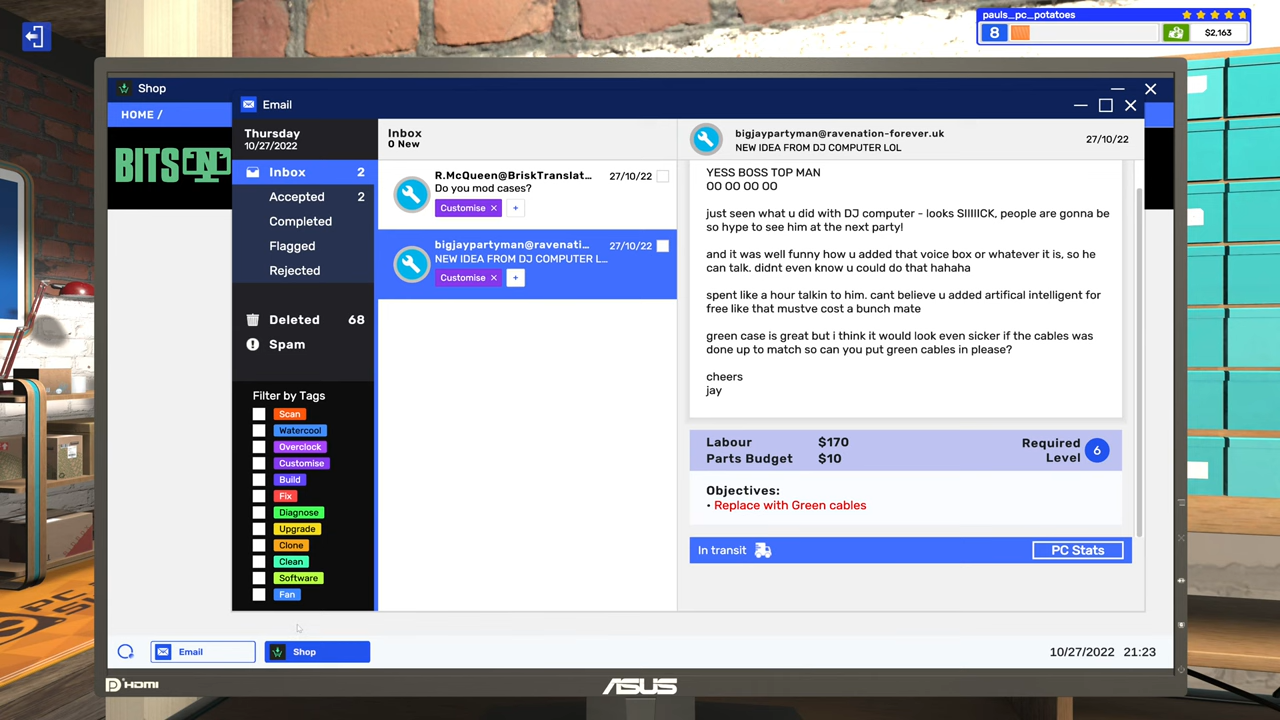 pauls_pc_potatoes
8
$2,163
Shop
HOME /
BITS
Email
Thursday
10/27/2022
Inbox 2
Accepted 2
Completed
Flagged
Rejected
Deleted 68
Spam
Filter by Tags
Scan
Watercool
Overclock
Customise
Build
Fix
Diagnose
Upgrade
Clone
Clean
Software
Fan
Inbox
0 New
R.McQueen@BriskTranslat... 27/10/22
Do you mod cases?
Customise × +
bigjaypartyman@ravenati... 27/10/22
NEW IDEA FROM DJ COMPUTER L...
Customise × +
bigjaypartyman@ravenation-forever.uk
NEW IDEA FROM DJ COMPUTER LOL
27/10/22
YESS BOSS TOP MAN
OO OO OO OO
just seen what u did with DJ computer - looks SIIIIICK, people are gonna be
so hype to see him at the next party!
and it was well funny how u added that voice box or whatever it is, so he
can talk. didnt even know u could do that hahaha
spent like a hour talkin to him. cant believe u added artifical intelligent for
free like that mustve cost a bunch mate
green case is great but i think it would look even sicker if the cables was
done up to match so can you put green cables in please?
cheers
jay
Labour $170
Parts Budget $10
Required
Level 6
Objectives:
• Replace with Green cables
In transit
PC Stats
Email
Shop
10/27/2022 21:23
HDMI
ASUS